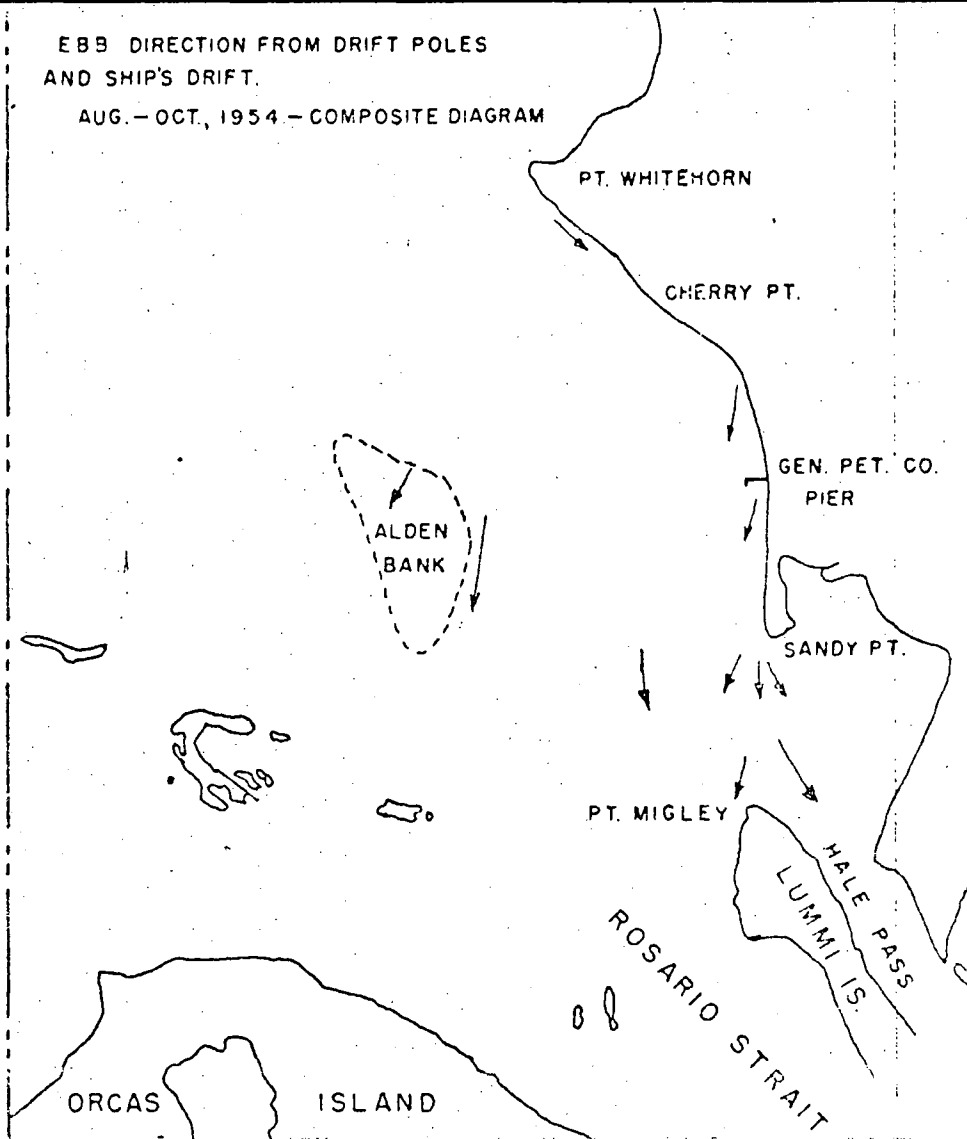 EBB DIRECTION FROM DRIFT POLES
AND SHIP'S DRIFT.
AUG.-OCT., 1954.-COMPOSITE DIAGRAM
PT. WHITEHORN
CHERRY PT.
GEN. PET. CO.
PIER
ALDEN
BANK
SANDY PT.
PT. MIGLEY
HALE PASS
LUMMI IS.
ROSARIO STRAIT
ORCAS ISLAND